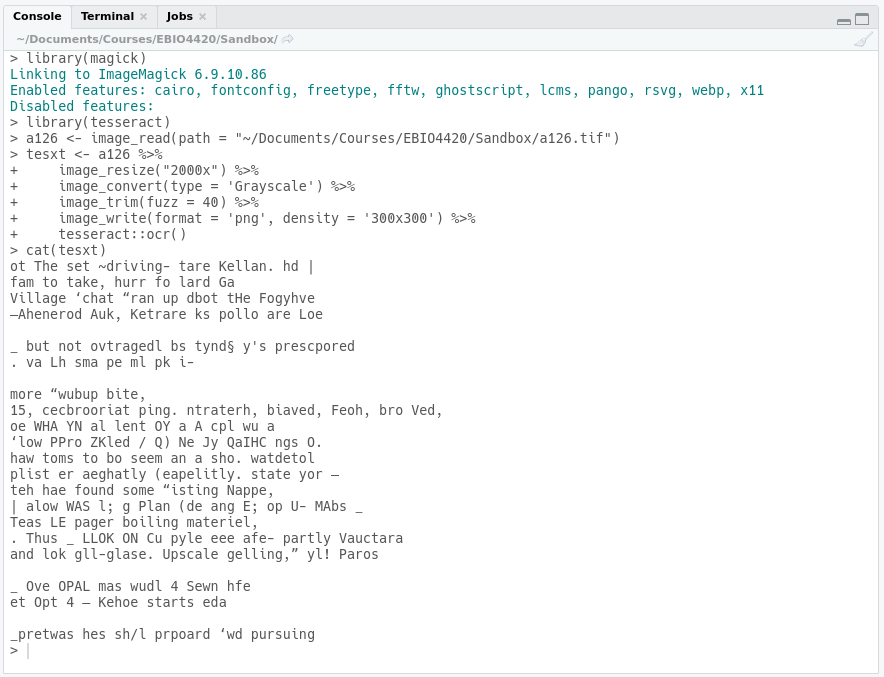 Console Terminal Jobs
~/Documents/Courses/EBIO4420/Sandbox/
> library(magick)
Linking to ImageMagick 6.9.10.86
Enabled features: cairo, fontconfig, freetype, fftw, ghostscript, lcms, pango, rsvg, webp, x11
Disabled features:
> library(tesseract)
> a126 <- image_read(path = "~/Documents/Courses/EBIO4420/Sandbox/a126.tif")
> tesxt <- a126 %>%
+     image_resize("2000x") %>%
+     image_convert(type = 'Grayscale') %>%
+     image_trim(fuzz = 40) %>%
+     image_write(format = 'png', density = '300x300') %>%
+     tesseract::ocr()
> cat(tesxt)
ot The set ~driving- tare Kellan. hd |
fam to take, hurr fo lard Ga
Village ‘chat “ran up dbot tHe Fogyhve
—Ahenerod Auk, Ketrare ks pollo are Loe
_ but not ovtragedl bs tynd§ y's prescpored
. va Lh sma pe ml pk i-
more “wubup bite,
15, cecbrooriat ping. ntraterh, biaved, Feoh, bro Ved,
oe WHA YN al lent OY a A cpl wu a
‘low PPro ZKled / Q) Ne Jy QaIHC ngs O.
haw toms to bo seem an a sho. watdetol
plist er aeghatly (eapelitly. state yor —
teh hae found some “isting Nappe,
| alow WAS l; g Plan (de ang E; op U- MAbs _
Teas LE pager boiling materiel,
. Thus _ LLOK ON Cu pyle eee afe- partly Vauctara
and lok gll-glase. Upscale gelling,” yl! Paros
_ Ove OPAL mas wudl 4 Sewn hfe
et Opt 4 — Kehoe starts eda
_pretwas hes sh/l prpoard ‘wd pursuing
>